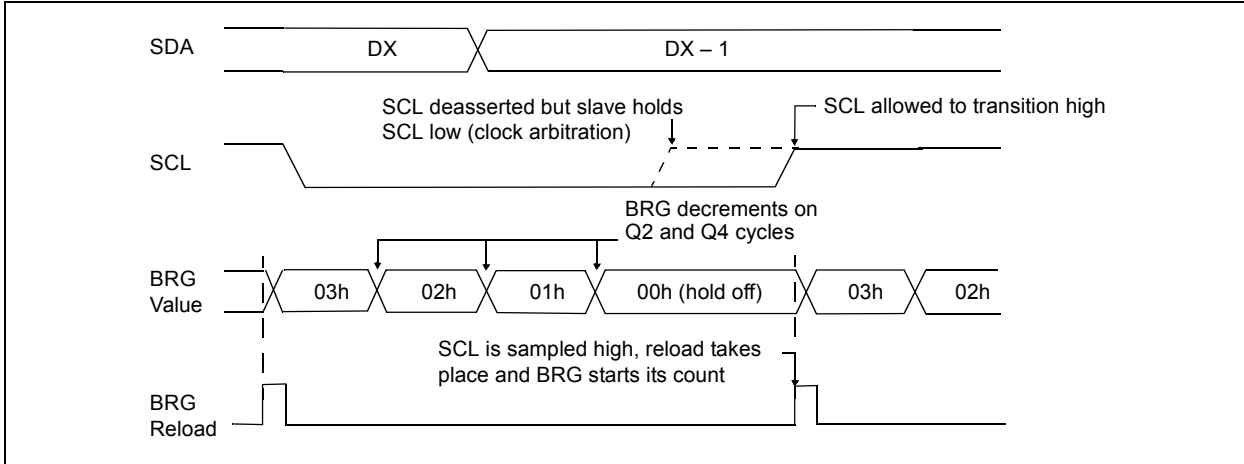 SDA
DX
DX – 1
SCL deasserted but slave holds
SCL low (clock arbitration)
SCL allowed to transition high
SCL
BRG decrements on
Q2 and Q4 cycles
BRG
Value
03h
02h
01h
00h (hold off)
03h
02h
SCL is sampled high, reload takes
place and BRG starts its count
BRG
Reload